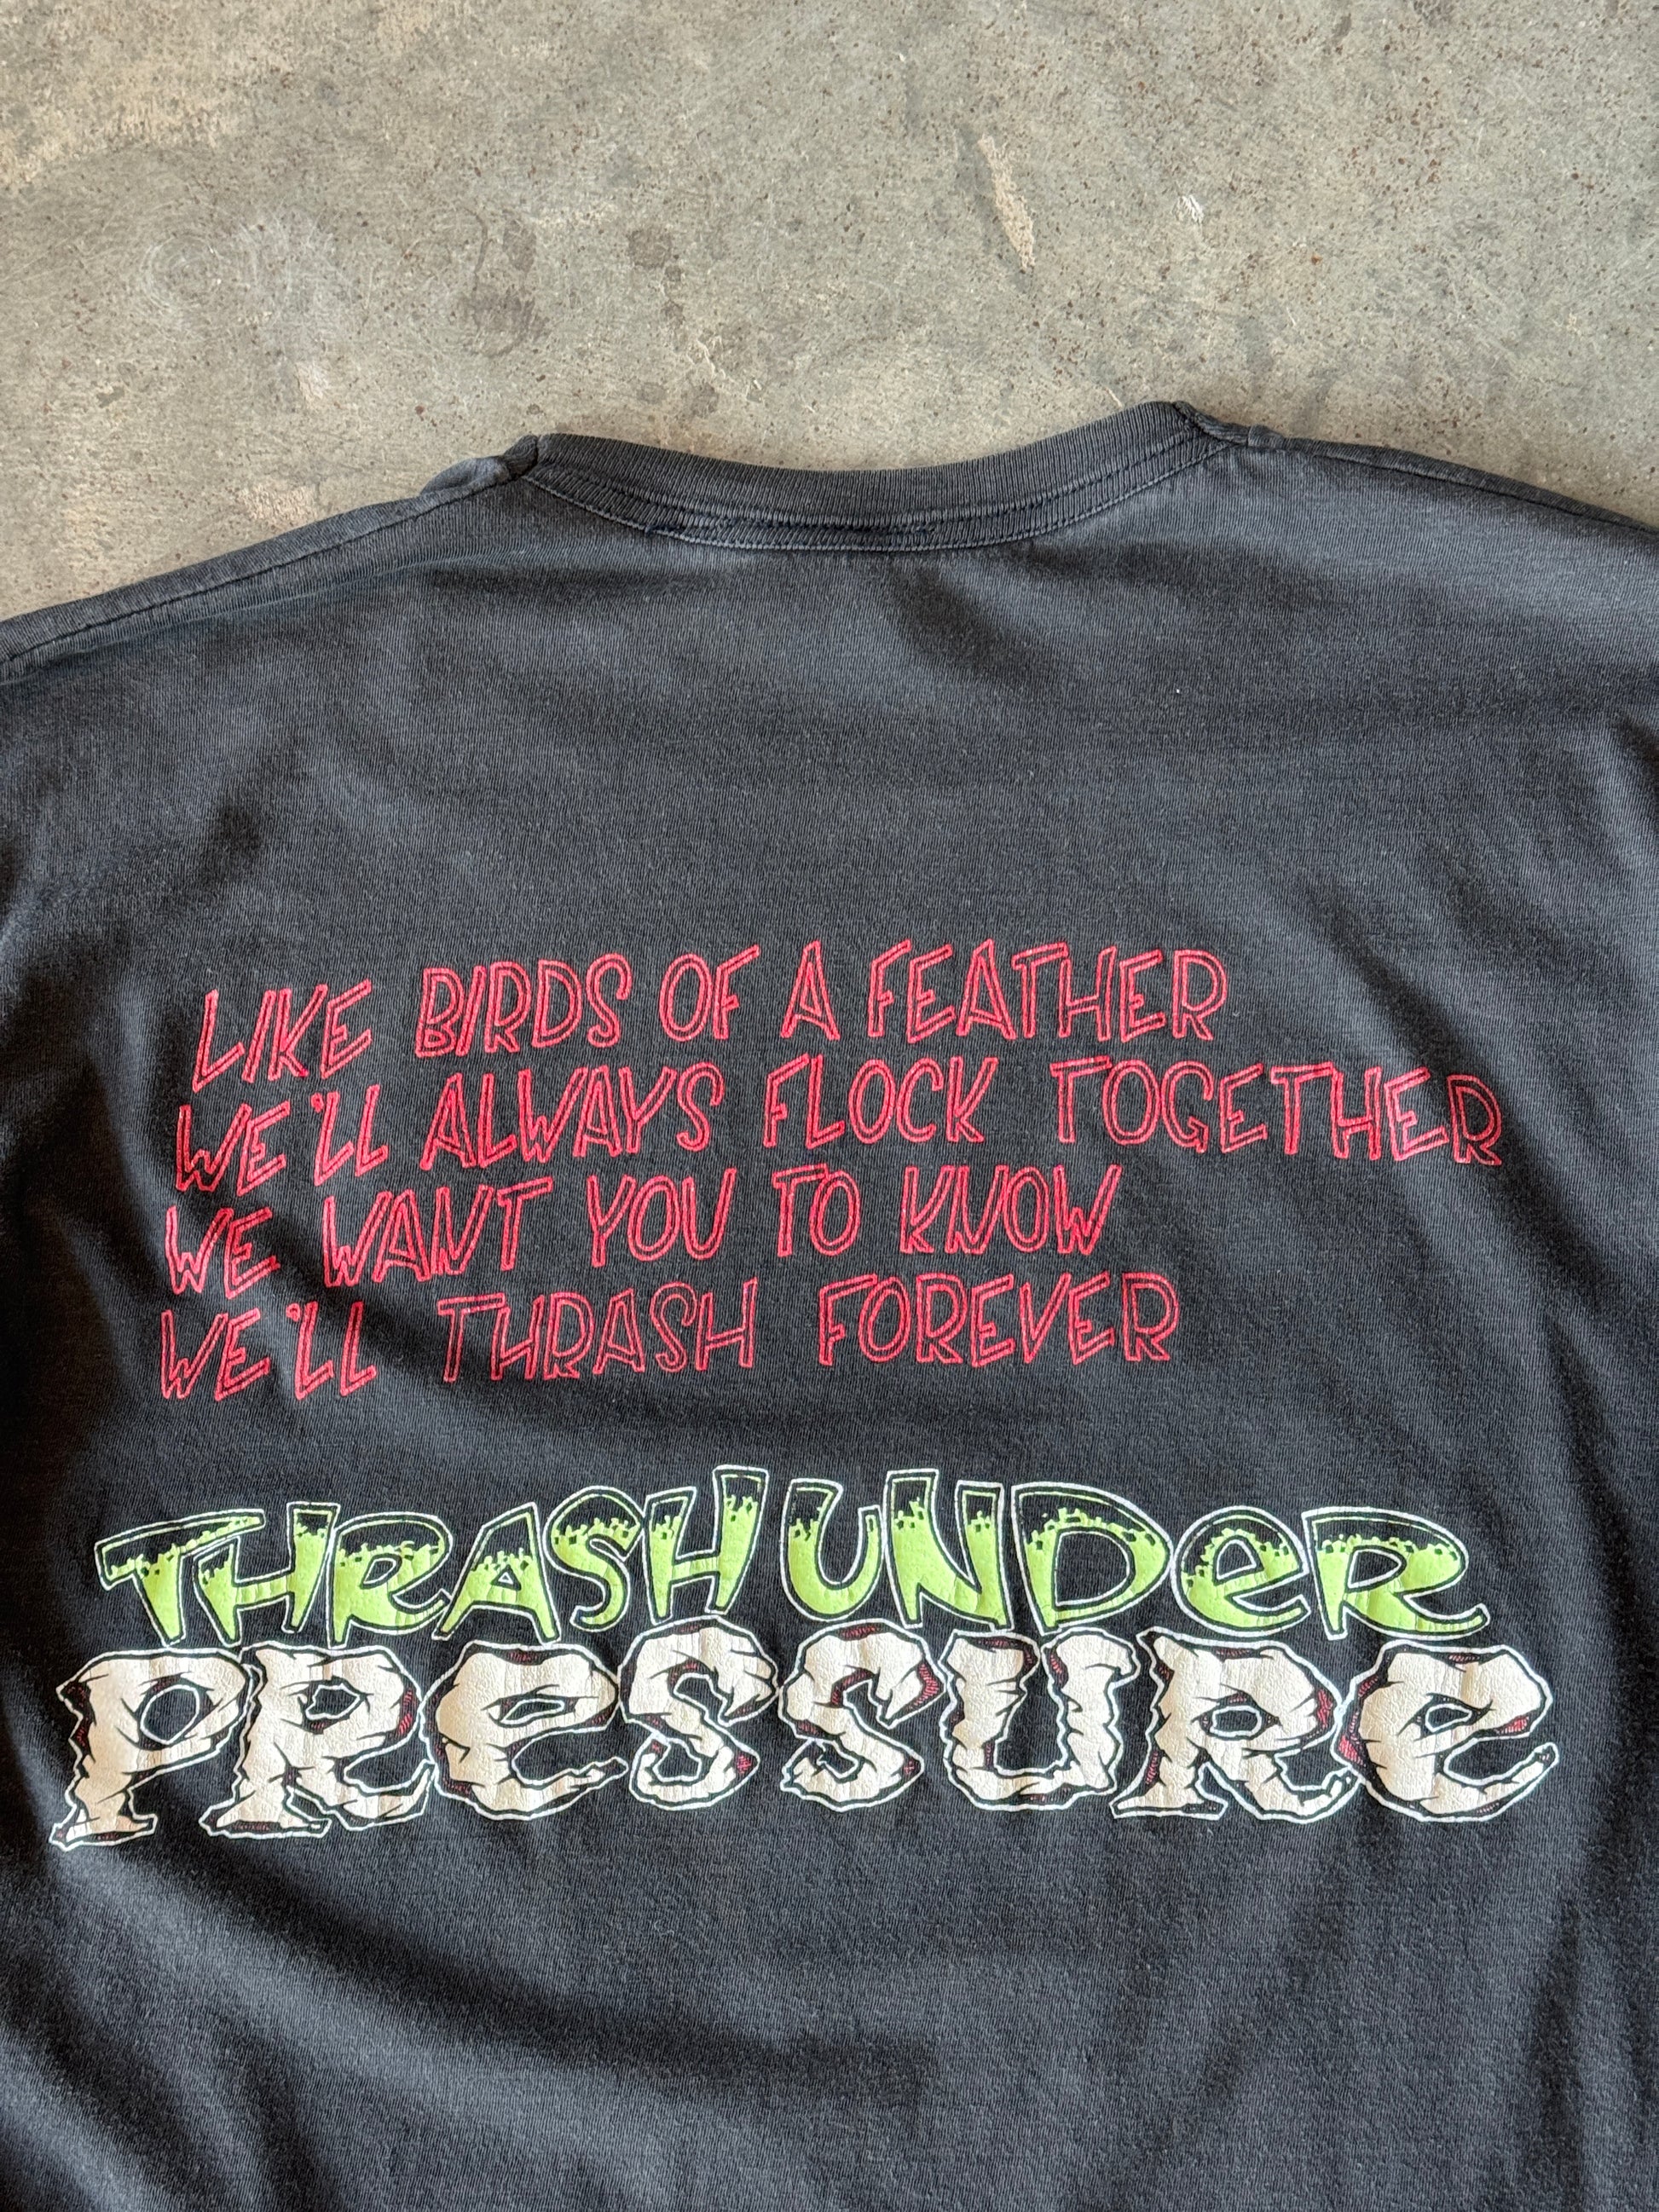 LIKE BIRDS OF A FEATHER
WE'LL ALWAYS FLOCK TOGETHER
WE WANT YOU TO KNOW
WE'LL THRASH FOREVER
THRASH UNDER
PRESSURE